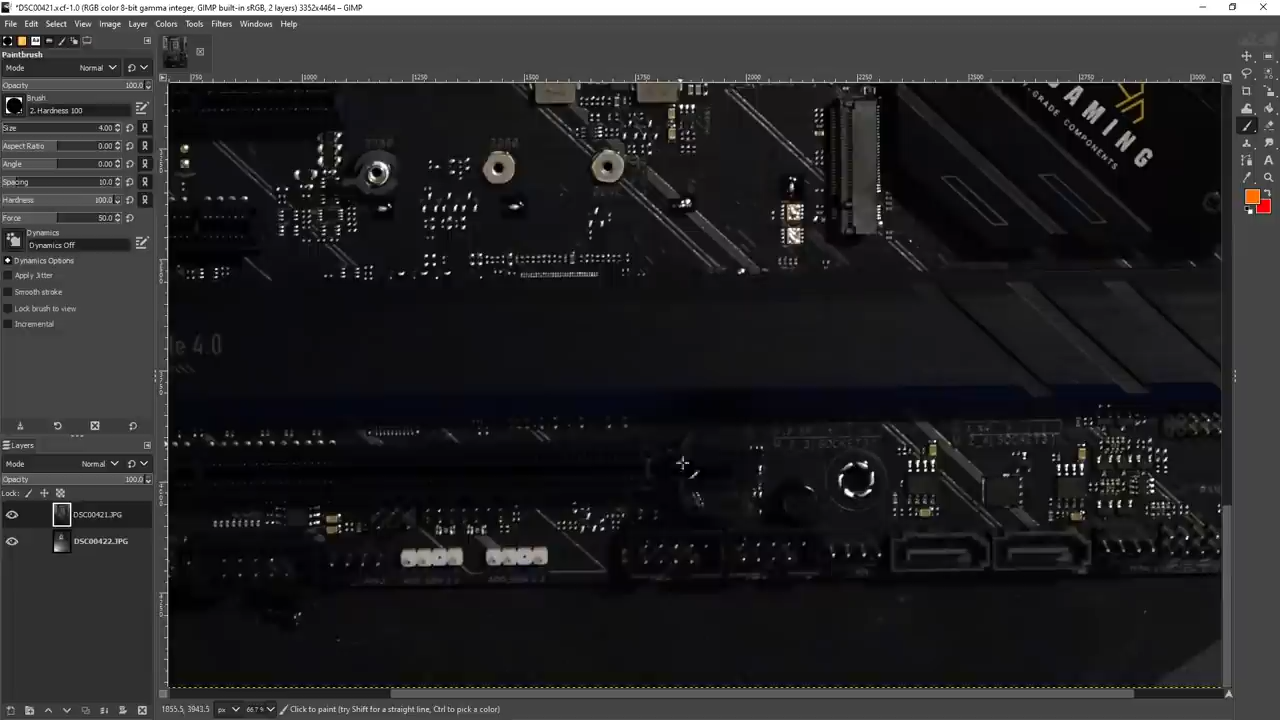 *DSC00421.xcf-1.0 (RGB color 8-bit gamma integer, GIMP built-in sRGB, 2 layers) 3352x4464 – GIMP
File Edit Select View Image Layer Colors Tools Filters Windows Help
Paintbrush
Mode Normal
Opacity 100.0
Brush
2. Hardness 100
Size 4.00
Aspect Ratio 0.00
Angle 0.00
Spacing 10.0
Hardness 100.0
Force 50.0
Dynamics
Dynamics Off
Dynamics Options
Apply Jitter
Smooth stroke
Lock brush to view
Incremental
Layers
Mode Normal
Opacity 100.0
Lock:
DSC00421.JPG
DSC00422.JPG
750 1000 1250 1500 1750 2000 2250 2500 2750 3000
GAMING
-GRADE COMPONENTS
le 4.0
1855.5, 3943.5 px 66.7 % Click to paint (try Shift for a straight line, Ctrl to pick a color)